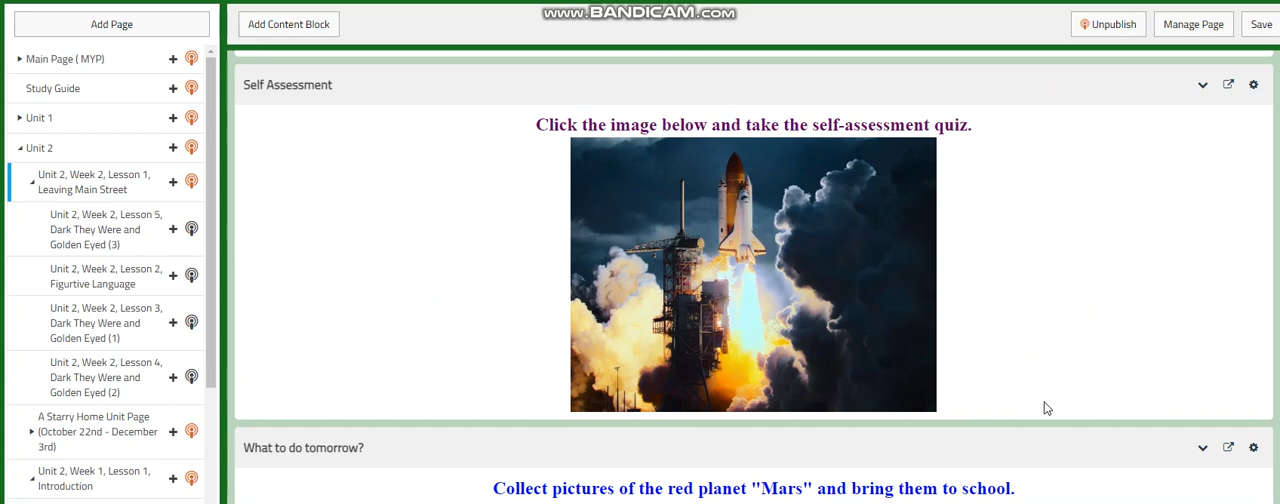 www.BANDICAM.com
Add Page
Add Content Block
Unpublish
Manage Page
Save
Main Page ( MYP)
Study Guide
Unit 1
Unit 2
Unit 2, Week 2, Lesson 1,
Leaving Main Street
Unit 2, Week 2, Lesson 5,
Dark They Were and
Golden Eyed (3)
Unit 2, Week 2, Lesson 2,
Figurtive Language
Unit 2, Week 2, Lesson 3,
Dark They Were and
Golden Eyed (1)
Unit 2, Week 2, Lesson 4,
Dark They Were and
Golden Eyed (2)
A Starry Home Unit Page
(October 22nd - December
3rd)
Unit 2, Week 1, Lesson 1,
Introduction
Self Assessment
Click the image below and take the self-assessment quiz.
What to do tomorrow?
Collect pictures of the red planet "Mars" and bring them to school.